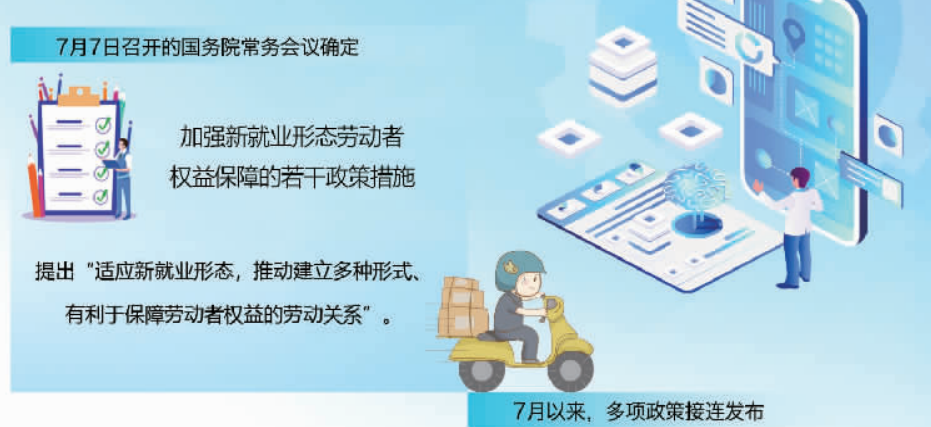 7月7日召开的国务院常务会议确定
加强新就业形态劳动者
权益保障的若干政策措施
提出“适应新就业形态，推动建立多种形式、
有利于保障劳动者权益的劳动关系”。
7月以来，多项政策接连发布